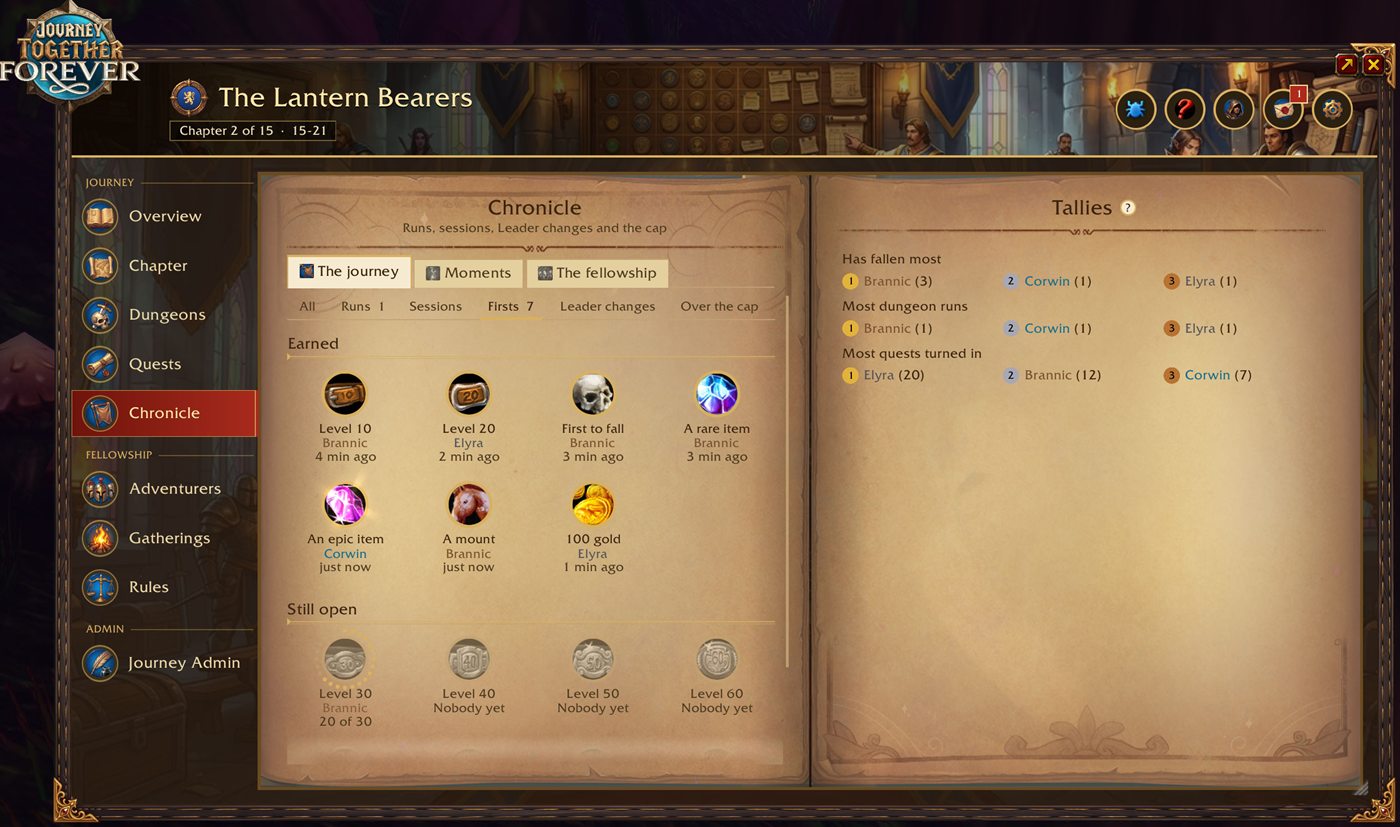 JOURNEY
TOGETHER
FOREVER
The Lantern Bearers
Chapter 2 of 15 · 15-21
1
JOURNEY
Overview
Chapter
Dungeons
Quests
Chronicle
FELLOWSHIP
Adventurers
Gatherings
Rules
ADMIN
Journey Admin
Chronicle
Runs, sessions, Leader changes and the cap
The journey Moments The fellowship
All Runs 1 Sessions Firsts 7 Leader changes Over the cap
Earned
10 20
Level 10 Level 20 First to fall A rare item
Brannic Elyra Brannic Brannic
4 min ago 2 min ago 3 min ago 3 min ago
An epic item A mount 100 gold
Corwin Brannic Elyra
just now just now 1 min ago
Still open
30 40 50 60
Level 30 Level 40 Level 50 Level 60
Brannic Nobody yet Nobody yet Nobody yet
20 of 30
Tallies ?
Has fallen most
1 Brannic (3) 2 Corwin (1) 3 Elyra (1)
Most dungeon runs
1 Brannic (1) 2 Corwin (1) 3 Elyra (1)
Most quests turned in
1 Elyra (20) 2 Brannic (12) 3 Corwin (7)